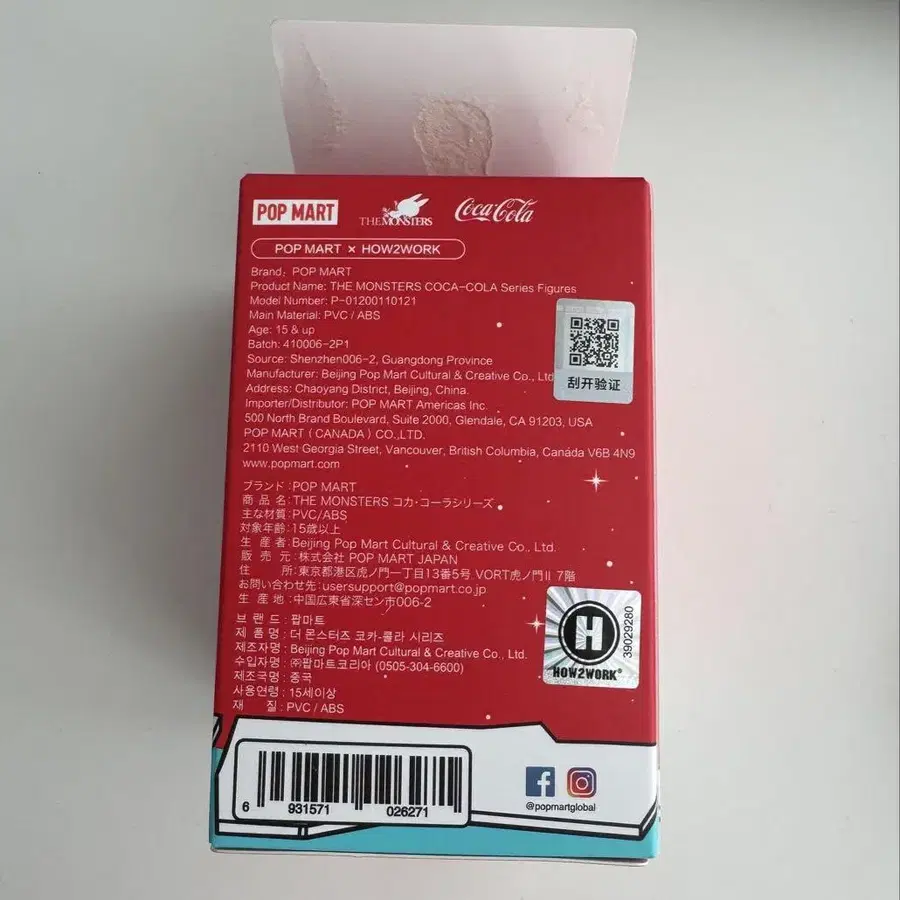 POP MART
THE MONSTERS
Coca-Cola
POP MART × HOW2WORK
Brand: POP MART
Product Name: THE MONSTERS COCA-COLA Series Figures
Model Number: P-01200110121
Main Material: PVC / ABS
Age: 15 & up
Batch: 410006-2P1
Source: Shenzhen006-2, Guangdong Province
Manufacturer: Beijing Pop Mart Cultural & Creative Co., Ltd
Address: Chaoyang District, Beijing, China
Importer/Distributor: POP MART Americas Inc.
500 North Brand Boulevard, Suite 2000, Glendale, CA 91203, USA
POP MART (CANADA) CO.,LTD.
2110 West Georgia Street, Vancouver, British Columbia, Canada V6B 4N9
www.popmart.com
刮开验证
ブランド:POP MART
商 品 名:THE MONSTERS コカ・コーラシリーズ
主な材質:PVC/ABS
対象年齢:15歳以上
生 産 者:Beijing Pop Mart Cultural & Creative Co., Ltd.
販 売 元:株式会社 POP MART JAPAN
住 所:東京都港区虎ノ門一丁目13番5号 VORT虎ノ門Ⅱ 7階
お問い合わせ先:usersupport@popmart.co.jp
生 産 地:中国広東省深セン市006-2
브 랜 드 : 팝마트
제 품 명 : 더 몬스터즈 코카-콜라 시리즈
제조자명 : Beijing Pop Mart Cultural & Creative Co., Ltd.
수입자명 : ㈜팝마트코리아 (0505-304-6600)
제조국명 : 중국
사용연령 : 15세이상
재 질 : PVC / ABS
H
HOW2WORK®
39029280
6 931571 026271
@popmartglobal